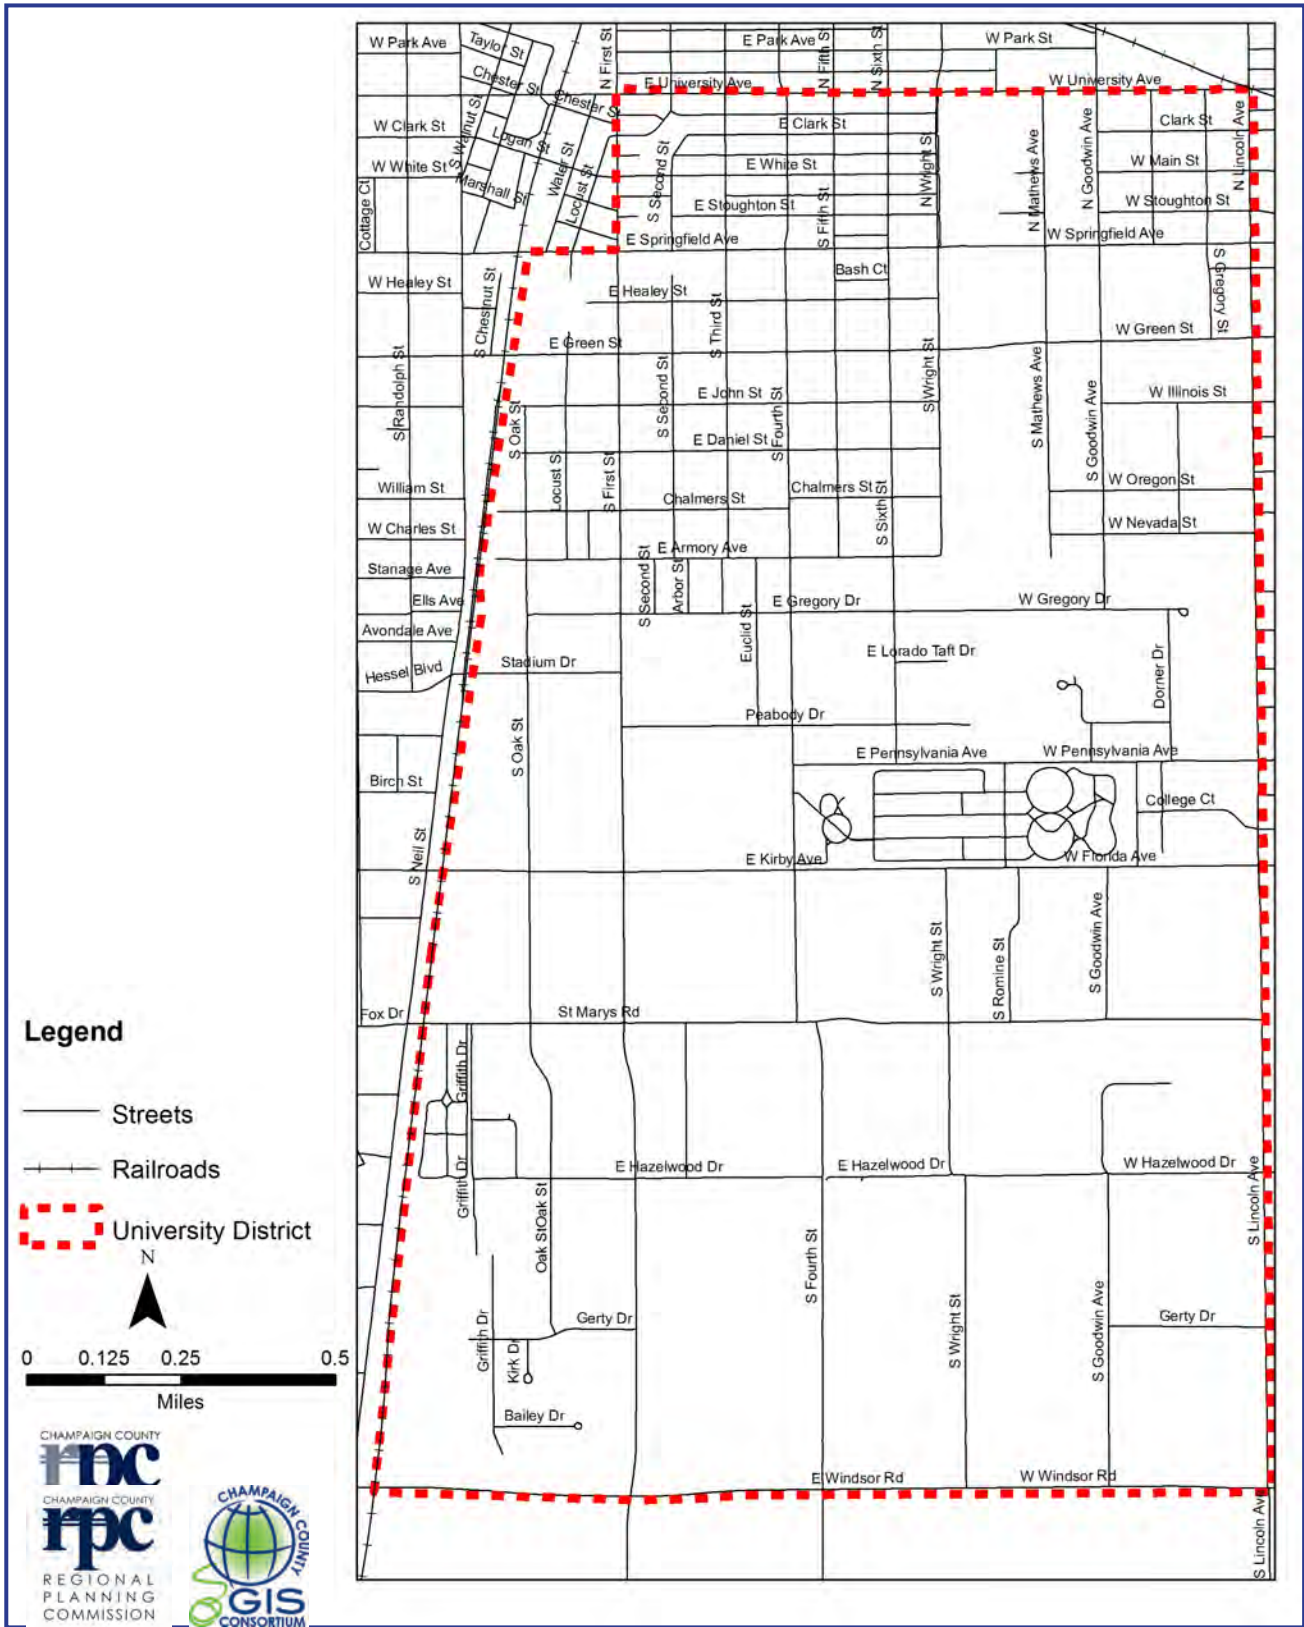 W Park Ave
Taylor St
N First St
E Park Ave
N Fifth St
N Sixth St
W Park St
Chester St
E University Ave
W University Ave
Chester S
W Clark St
S Walnut St
Logan St
Water St
E Clark St
Clark St
N Lincoln Ave
W White St
Marshall St
Locust St
S Second St
E White St
N Wright St
N Mathews Ave
N Goodwin Ave
W Main St
Cottage Ct
E Stoughton St
S Fifth St
W Stoughton St
E Springfield Ave
W Springfield Ave
W Healey St
S Chestnut St
E Healey St
Bash Ct
S Gregory St
S Third St
E Green St
W Green St
S Randolph St
S Second St
E John St
S Wright St
S Mathews Ave
S Goodwin Ave
W Illinois St
S Oak St
E Daniel St
S Fourth St
William St
Locust S
S First St
Chalmers St
Chalmers St
S Sixth St
W Oregon St
W Charles St
W Nevada St
E Armory Ave
Stanage Ave
S Second St
Arbor St
Ells Ave
Euclid St
E Gregory Dr
W Gregory Dr
Avondale Ave
Hessel Blvd
Stadium Dr
E Lorado Taft Dr
Dorner Dr
S Oak St
Peabody Dr
E Pennsylvania Ave
W Pennsylvania Ave
Birch St
College Ct
S Neil St
E Kirby Ave
W Florida Ave
S Wright St
S Romine St
S Goodwin Ave
Fox Dr
St Marys Rd
Griffith Dr
Griffith Dr
E Hazelwood Dr
E Hazelwood Dr
W Hazelwood Dr
Oak St
Oak St
S Lincoln Ave
S Fourth St
Griffith Dr
Kirk Dr
Gerty Dr
S Wright St
S Goodwin Ave
Gerty Dr
Bailey Dr
E Windsor Rd
W Windsor Rd
S Lincoln Av
Legend
Streets
Railroads
University District
N
0 0.125 0.25 0.5
Miles
CHAMPAIGN COUNTY
rnc
CHAMPAIGN COUNTY
rpc
REGIONAL
PLANNING
COMMISSION
CHAMPAIGN COUNTY
GIS
CONSORTIUM